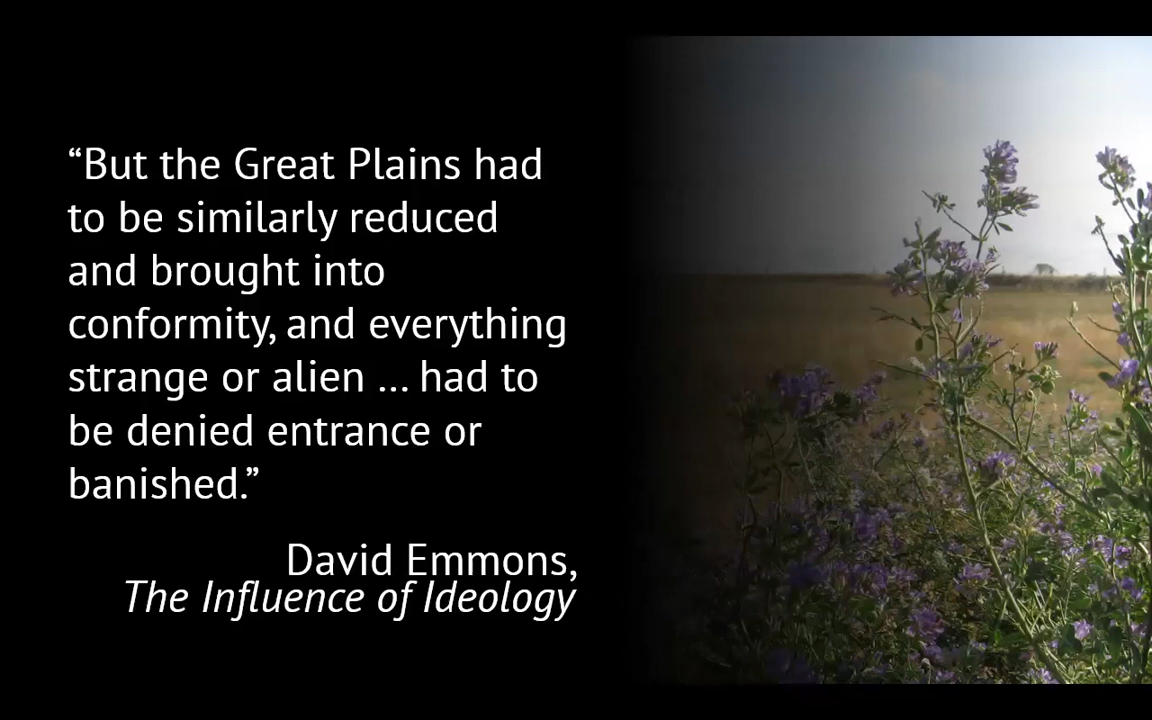 “But the Great Plains had
to be similarly reduced
and brought into
conformity, and everything
strange or alien ... had to
be denied entrance or
banished.”
David Emmons,
The Influence of Ideology